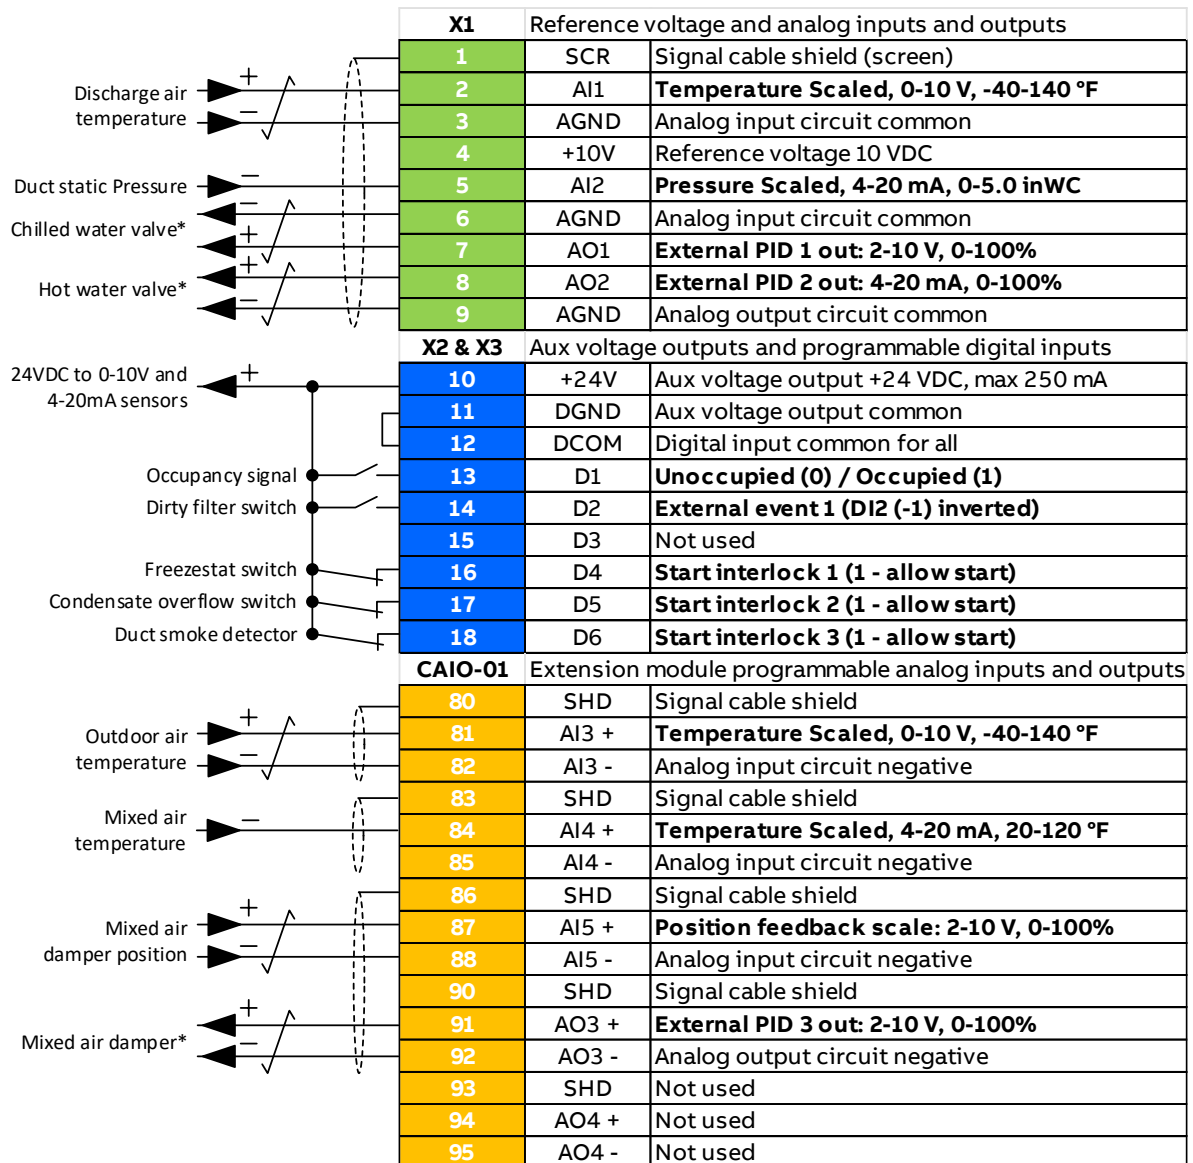 X1 Reference voltage and analog inputs and outputs
1 SCR Signal cable shield (screen)
Discharge air temperature
+ 2 AI1 Temperature Scaled, 0-10 V, -40-140 °F
− 3 AGND Analog input circuit common
4 +10V Reference voltage 10 VDC
Duct static Pressure − 5 AI2 Pressure Scaled, 4-20 mA, 0-5.0 inWC
Chilled water valve*
− 6 AGND Analog input circuit common
+ 7 AO1 External PID 1 out: 2-10 V, 0-100%
Hot water valve*
+ 8 AO2 External PID 2 out: 4-20 mA, 0-100%
− 9 AGND Analog output circuit common
X2 & X3 Aux voltage outputs and programmable digital inputs
24VDC to 0-10V and
4-20mA sensors
+ 10 +24V Aux voltage output +24 VDC, max 250 mA
11 DGND Aux voltage output common
12 DCOM Digital input common for all
Occupancy signal 13 D1 Unoccupied (0) / Occupied (1)
Dirty filter switch 14 D2 External event 1 (DI2 (-1) inverted)
15 D3 Not used
Freezestat switch 16 D4 Start interlock 1 (1 - allow start)
Condensate overflow switch 17 D5 Start interlock 2 (1 - allow start)
Duct smoke detector 18 D6 Start interlock 3 (1 - allow start)
CAIO-01 Extension module programmable analog inputs and outputs
80 SHD Signal cable shield
Outdoor air
temperature
+ 81 AI3 + Temperature Scaled, 0-10 V, -40-140 °F
− 82 AI3 - Analog input circuit negative
83 SHD Signal cable shield
Mixed air
temperature
− 84 AI4 + Temperature Scaled, 4-20 mA, 20-120 °F
85 AI4 - Analog input circuit negative
86 SHD Signal cable shield
Mixed air
damper position
+ 87 AI5 + Position feedback scale: 2-10 V, 0-100%
− 88 AI5 - Analog input circuit negative
90 SHD Signal cable shield
Mixed air damper*
+ 91 AO3 + External PID 3 out: 2-10 V, 0-100%
− 92 AO3 - Analog output circuit negative
93 SHD Not used
94 AO4 + Not used
95 AO4 - Not used